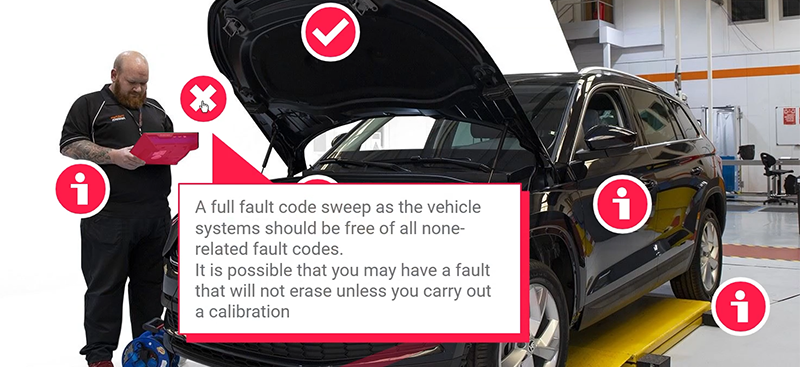 A full fault code sweep as the vehicle
systems should be free of all none-
related fault codes.
It is possible that you may have a fault
that will not erase unless you carry out
a calibration